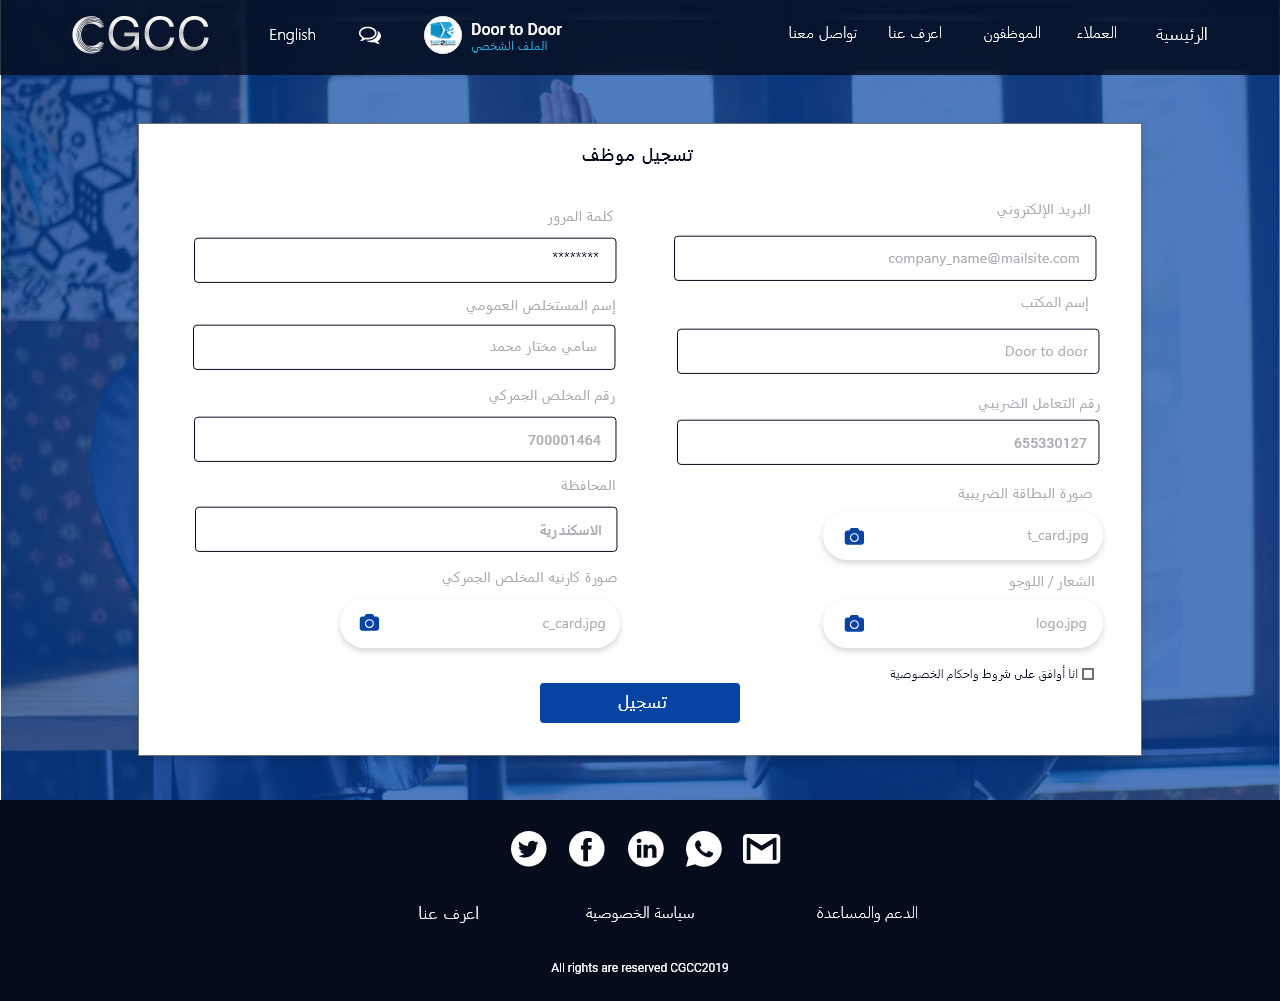 CGCC
English
Door to Door
الملف الشخصي
الرئيسية
العملاء
الموظفون
اعرف عنا
تواصل معنا
تسجيل موظف
البريد الإلكتروني
company_name@mailsite.com
كلمة المرور
********
إسم المكتب
Door to door
إسم المستخلص العمومي
سامي مختار محمد
رقم التعامل الضريبي
655330127
رقم المخلص الجمركي
700001464
صورة البطاقة الضريبية
t_card.jpg
المحافظة
الاسكندرية
الشعار / اللوجو
logo.jpg
صورة كارنيه المخلص الجمركي
c_card.jpg
انا أوافق على شروط واحكام الخصوصية
تسجيل
الدعم والمساعدة
سياسة الخصوصية
اعرف عنا
All rights are reserved CGCC2019